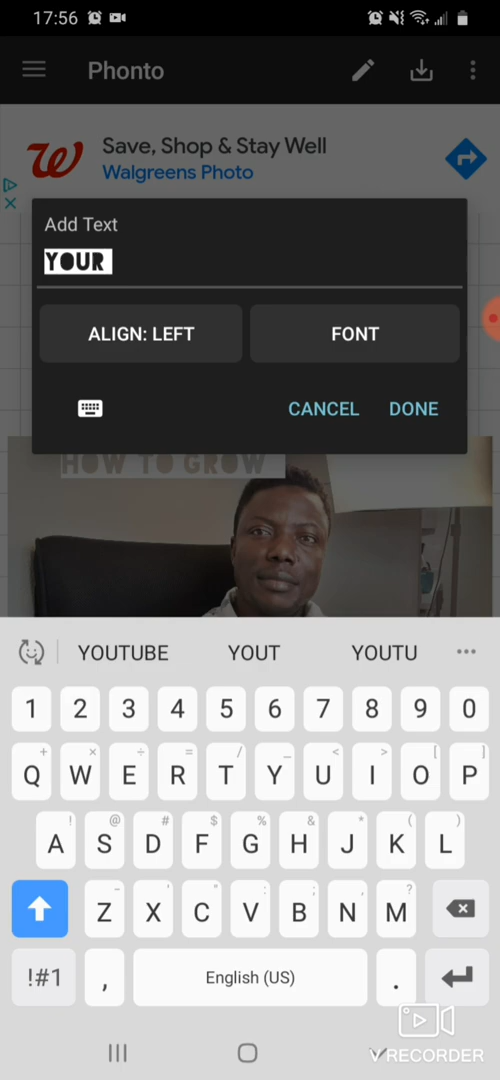 17:56
Phonto
Save, Shop & Stay Well
Walgreens Photo
Add Text
YOUR
ALIGN: LEFT FONT
CANCEL DONE
HOW TO GROW
YOUTUBE YOUT YOUTU
1 2 3 4 5 6 7 8 9 0
+ × ÷ = / _ < > [ ]
Q W E R T Y U I O P
! @ # $ % & * ( )
A S D F G H J K L
- ' " : ; , ?
Z X C V B N M
!#1 , English (US) .
VRECORDER